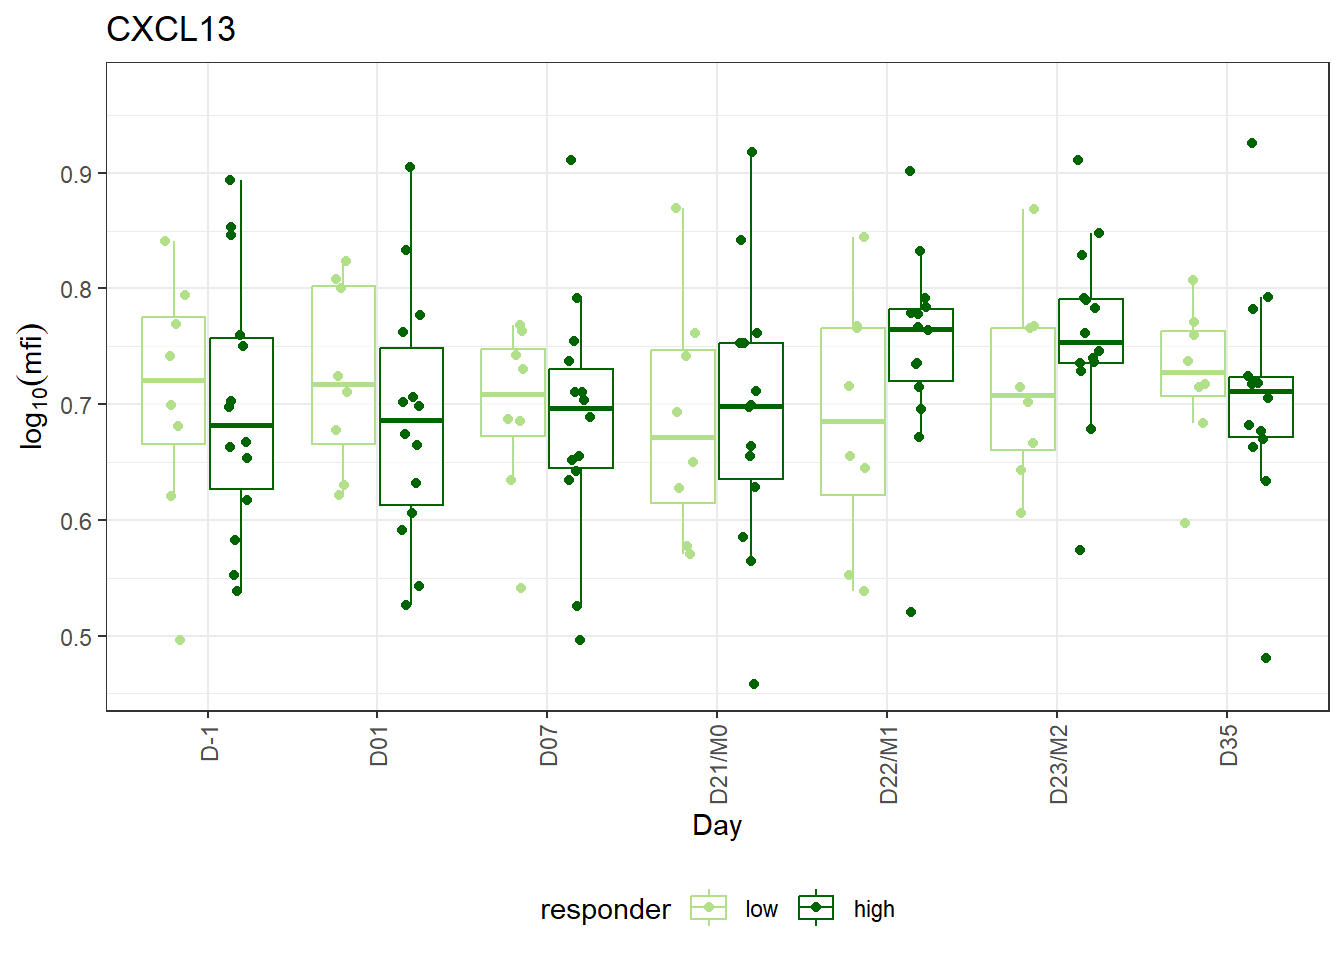 CXCL13
log10(mfi)
0.9
0.8
0.7
0.6
0.5
D-1
D01
D07
D21/M0
D22/M1
D23/M2
D35
Day
responder low high